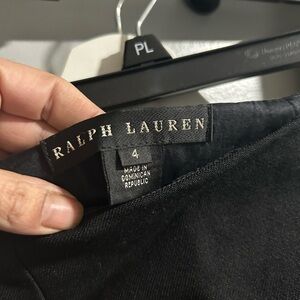 PL
RALPH LAUREN
4
MADE IN
DOMINICAN
REPUBLIC